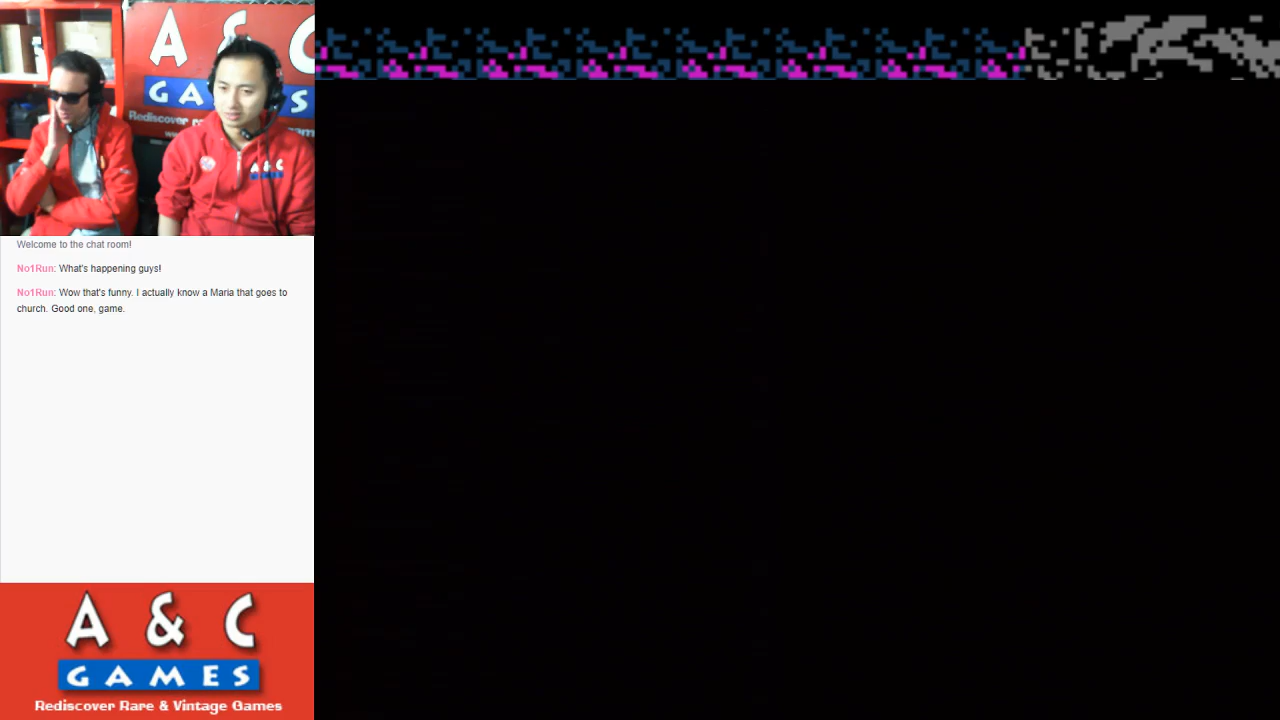 A & C
GAMES
Rediscover
A & C
Welcome to the chat room!
No1Run: What's happening guys!
No1Run: Wow that's funny. I actually know a Maria that goes to
church. Good one, game.
A & C
GAMES
Rediscover Rare & Vintage Games